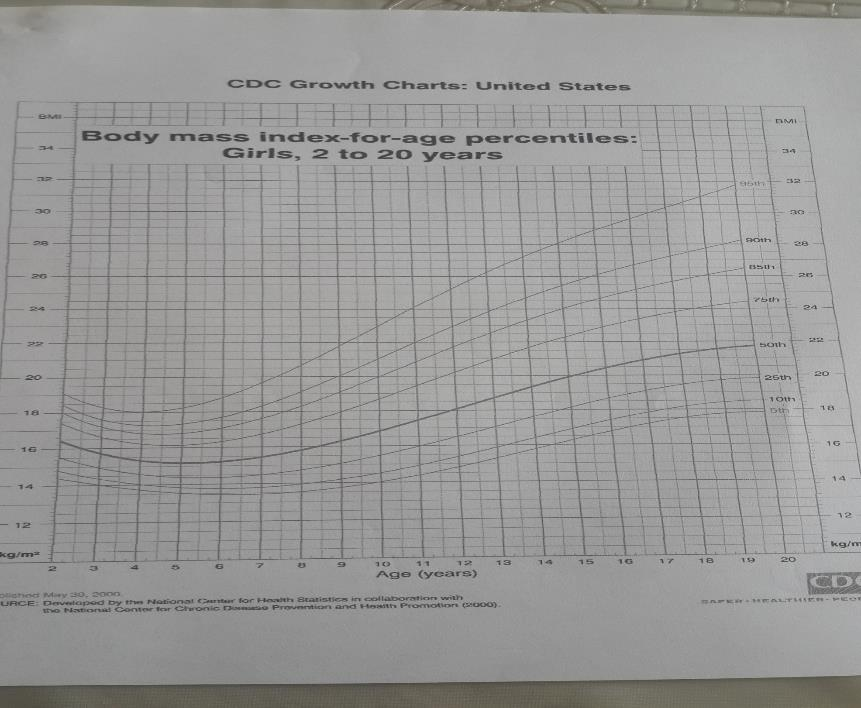 CDC Growth Charts: United States
BMI
BMI
Body mass index-for-age percentiles:
Girls, 2 to 20 years
34
34
32
95th
32
30
30
28
90th
28
26
85th
26
24
75th
24
22
50th
22
20
25th
20
18
10th
5th
18
16
16
14
14
12
12
kg/m²
kg/m
2 3 4 5 6 7 8 9 10 11 12 13 14 15 16 17 18 19 20
Age (years)
CDC
blished May 30, 2000.
URCE: Developed by the National Center for Health Statistics in collaboration with
the National Center for Chronic Disease Prevention and Health Promotion (2000).
SAFER • HEALTHIER • PEO